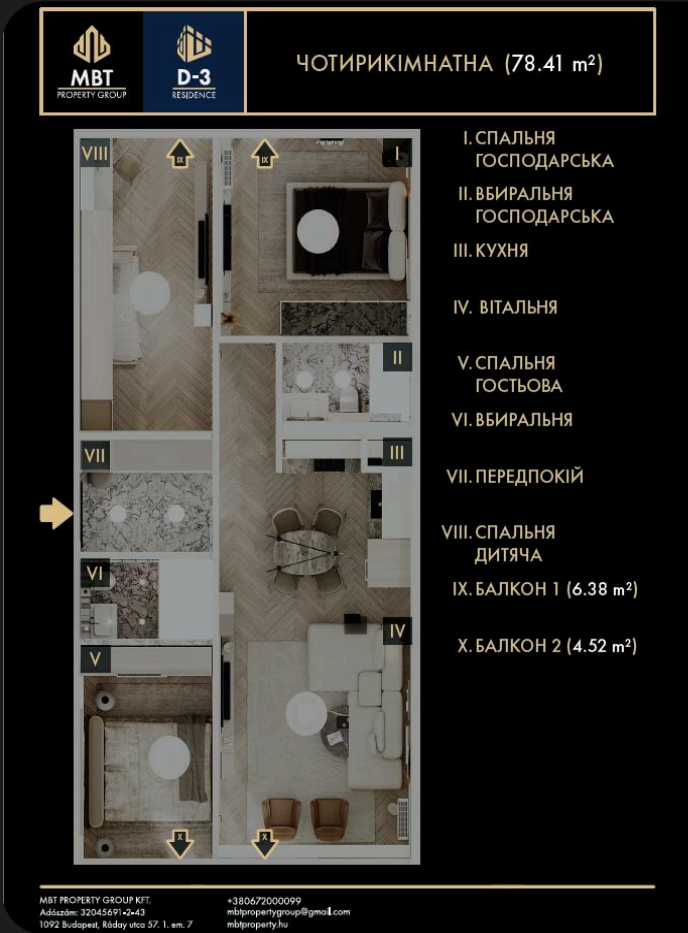 MBT
PROPERTY GROUP
D-3
RESIDENCE
ЧОТИРИКІМНАТНА (78.41 m²)
VIII
IX
IX
I
II
VII
III
VI
V
IV
X
X
I. СПАЛЬНЯ
ГОСПОДАРСЬКА
II. ВБИРАЛЬНЯ
ГОСПОДАРСЬКА
III. КУХНЯ
IV. ВІТАЛЬНЯ
V. СПАЛЬНЯ
ГОСТЬОВА
VI. ВБИРАЛЬНЯ
VII. ПЕРЕДПОКІЙ
VIII. СПАЛЬНЯ
ДИТЯЧА
IX. БАЛКОН 1 (6.38 m²)
X. БАЛКОН 2 (4.52 m²)
MBT PROPERTY GROUP KFT.
Adószám: 32045691-2-43
1092 Budapest, Ráday utca 57. 1. em. 7
+380672000099
mbtpropertygroup@gmail.com
mbtproperty.hu